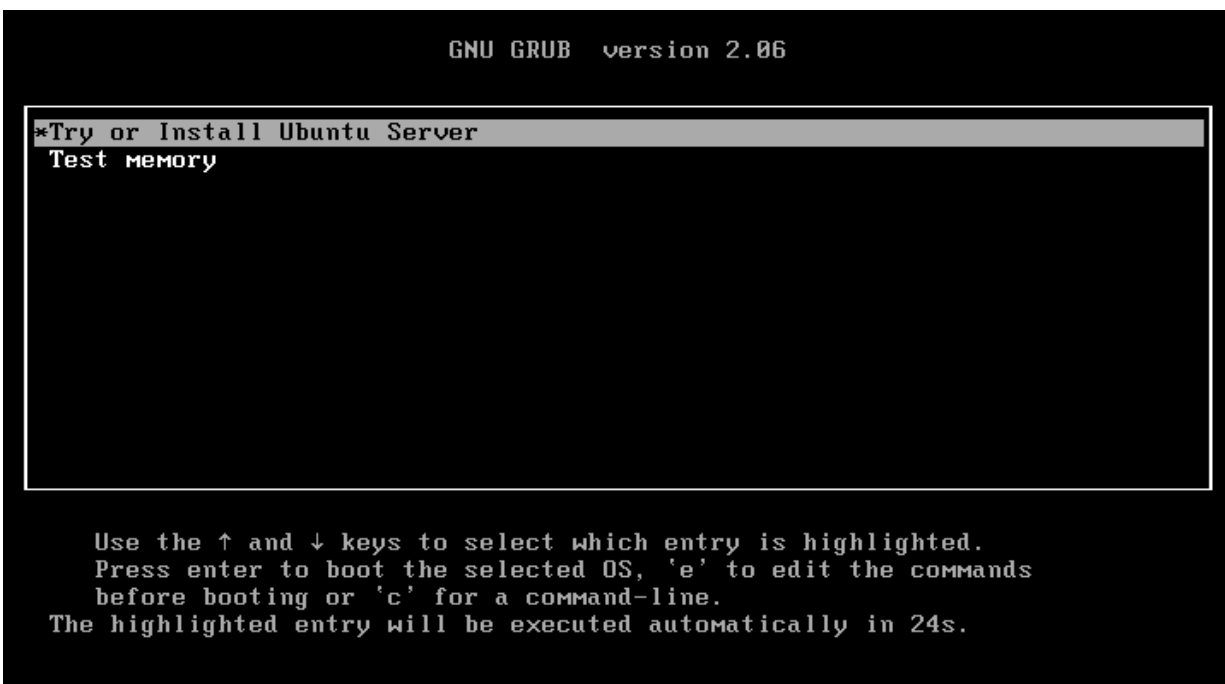 GNU GRUB  version 2.06
*Try or Install Ubuntu Server
Test memory
Use the ↑ and ↓ keys to select which entry is highlighted.
Press enter to boot the selected OS, `e' to edit the commands
before booting or `c' for a command-line.
The highlighted entry will be executed automatically in 24s.